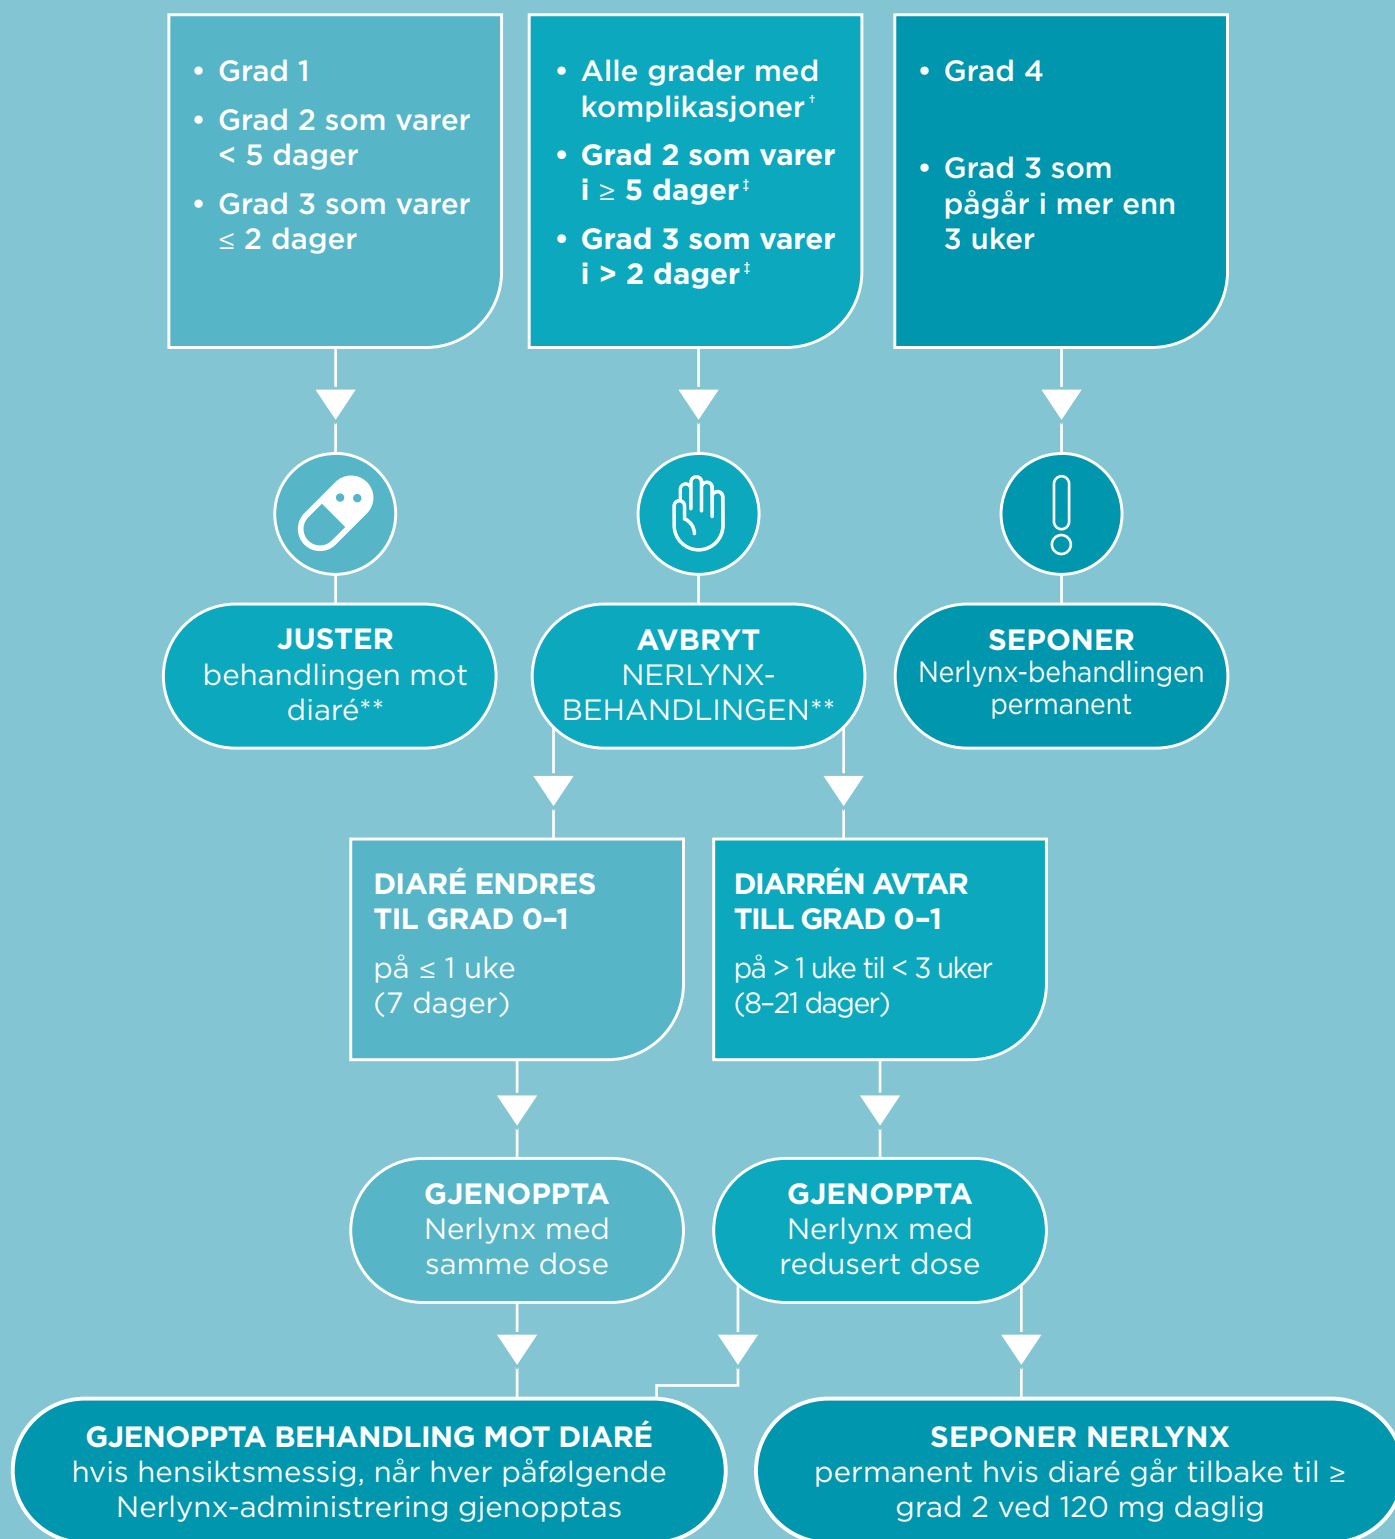 • Grad 1
• Grad 2 som varer
< 5 dager
• Grad 3 som varer
≤ 2 dager
• Alle grader med
komplikasjoner†
• Grad 2 som varer
i ≥ 5 dager‡
• Grad 3 som varer
i > 2 dager‡
• Grad 4
• Grad 3 som
pågår i mer enn
3 uker
JUSTER
behandlingen mot
diaré**
AVBRYT
NERLYNX-
BEHANDLINGEN**
SEPONER
Nerlynx-behandlingen
permanent
DIARÉ ENDRES
TIL GRAD 0–1
på ≤ 1 uke
(7 dager)
DIARRÉN AVTAR
TILL GRAD 0–1
på > 1 uke til < 3 uker
(8–21 dager)
GJENOPPTA
Nerlynx med
samme dose
GJENOPPTA
Nerlynx med
redusert dose
GJENOPPTA BEHANDLING MOT DIARÉ
hvis hensiktsmessig, når hver påfølgende
Nerlynx-administrering gjenopptas
SEPONER NERLYNX
permanent hvis diaré går tilbake til ≥
grad 2 ved 120 mg daglig